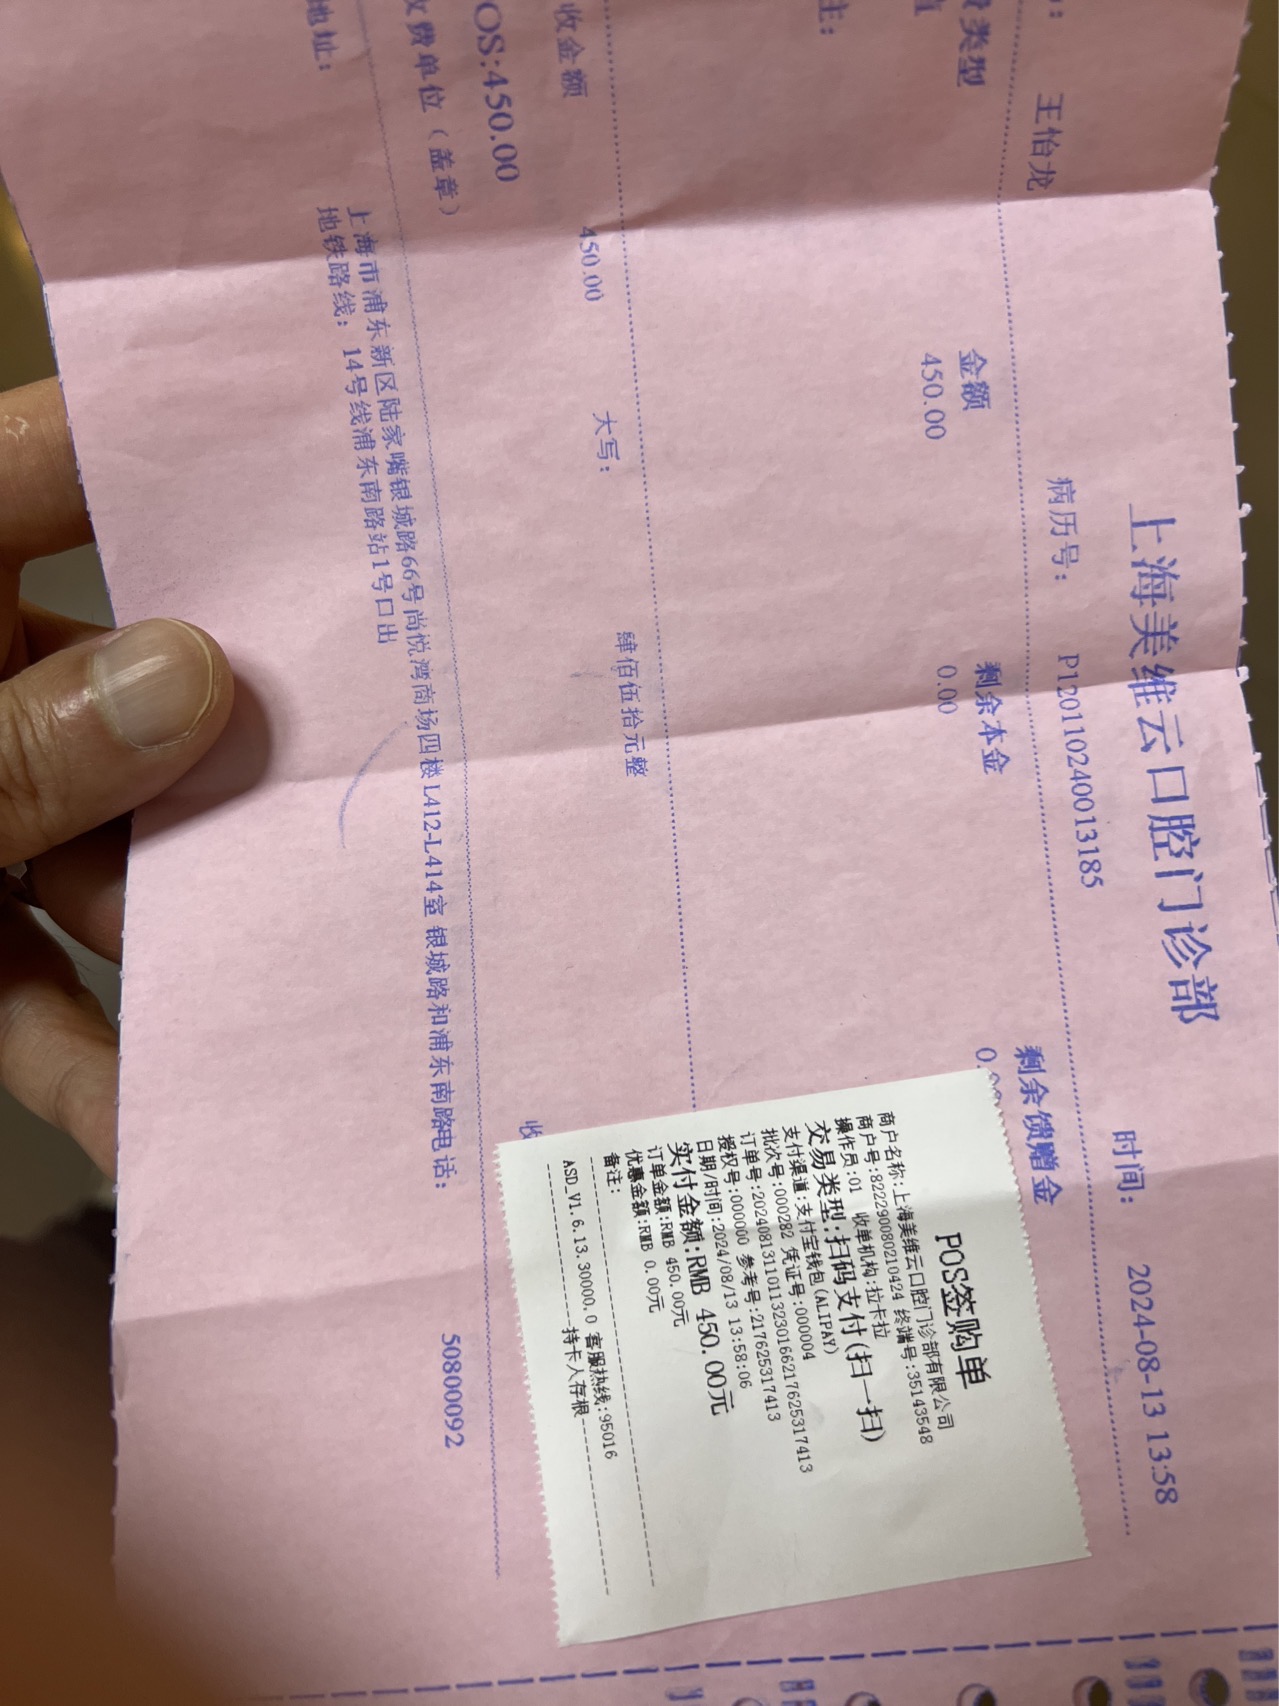 上海美维云口腔门诊部
王怡龙 病历号： P120110240013185 时间： 2024-08-13 13:58
类型 金额 剩余本金 剩余馈赠金
450.00 0.00
收金额 450.00 大写： 肆佰伍拾元整
POS:450.00
收费单位（盖章） 收
地址： 上海市浦东新区陆家嘴银城路66号尚悦湾商场四楼L412-L414室 银城路和浦东南路 电话： 50800092
地铁路线： 14号线浦东南路站1号口出
POS签购单
商户名称:上海美维云口腔门诊部有限公司
商户号:822290080210424 终端号:35143548
操作员:01 收单机构:拉卡拉
交易类型:扫码支付(扫一扫)
支付渠道:支付宝钱包(ALIPAY)
批次号:000282 凭证号:000004
订单号:20240813110113230166217625317413
授权号:000000 参考号:217625317413
日期/时间:2024/08/13 13:58:06
实付金额:RMB 450.00元
订单金额:RMB 450.00元
优惠金额:RMB 0.00元
备注:
ASD_V1.6.13.30000.0 客服热线:95016
持卡人存根